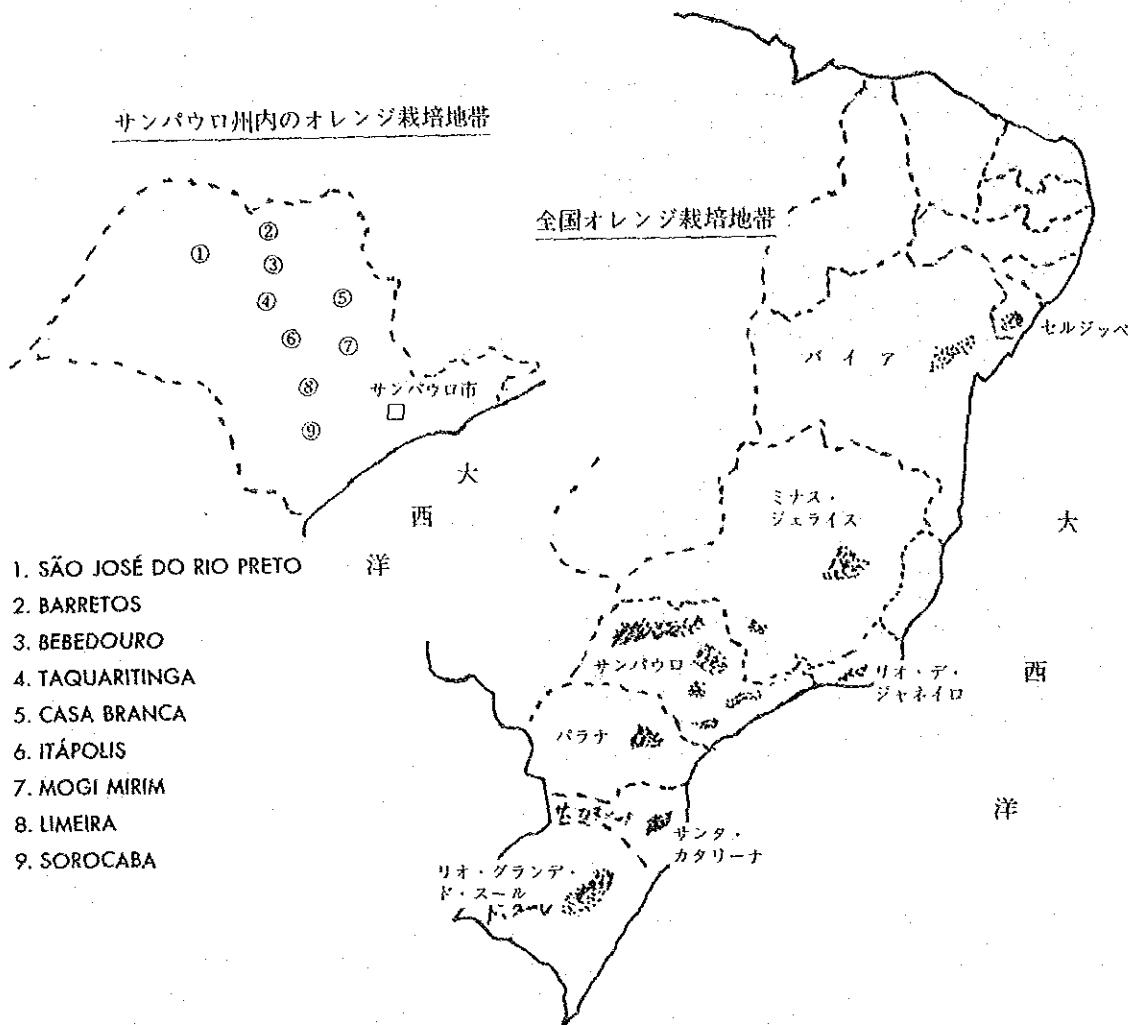 サンパウロ州内のオレンジ栽培地帯
①
②
③
④
⑤
⑥
⑦
⑧
⑨
サンパウロ市
大
西
洋
1. SÃO JOSÉ DO RIO PRETO
2. BARRETOS
3. BEBEDOURO
4. TAQUARITINGA
5. CASA BRANCA
6. ITÁPOLIS
7. MOGI MIRIM
8. LIMEIRA
9. SOROCABA
全国オレンジ栽培地帯
セルジッペ
バイア
ミナス・
ジェライス
サンパウロ
リオ・デ・
ジャネイロ
パラナ
サンタ・
カタリーナ
リオ・グランデ・
ド・スール
ド・スール
大
西
洋